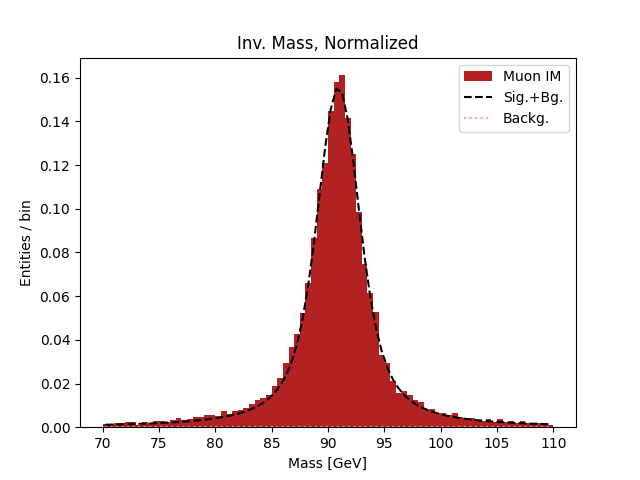 Inv. Mass, Normalized
Muon IM
Sig.+Bg.
Backg.
Entities / bin
0.16
0.14
0.12
0.10
0.08
0.06
0.04
0.02
0.00
70 75 80 85 90 95 100 105 110
Mass [GeV]